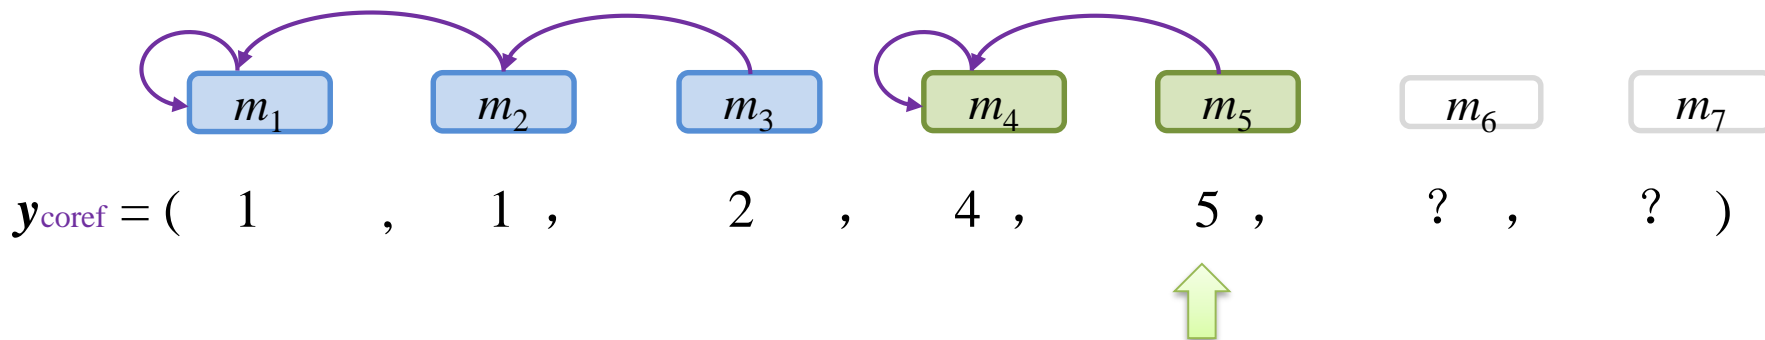 m1 m2 m3 m4 m5 m6 m7
ycoref = ( 1 , 1 , 2 , 4 , 5 , ? , ? )